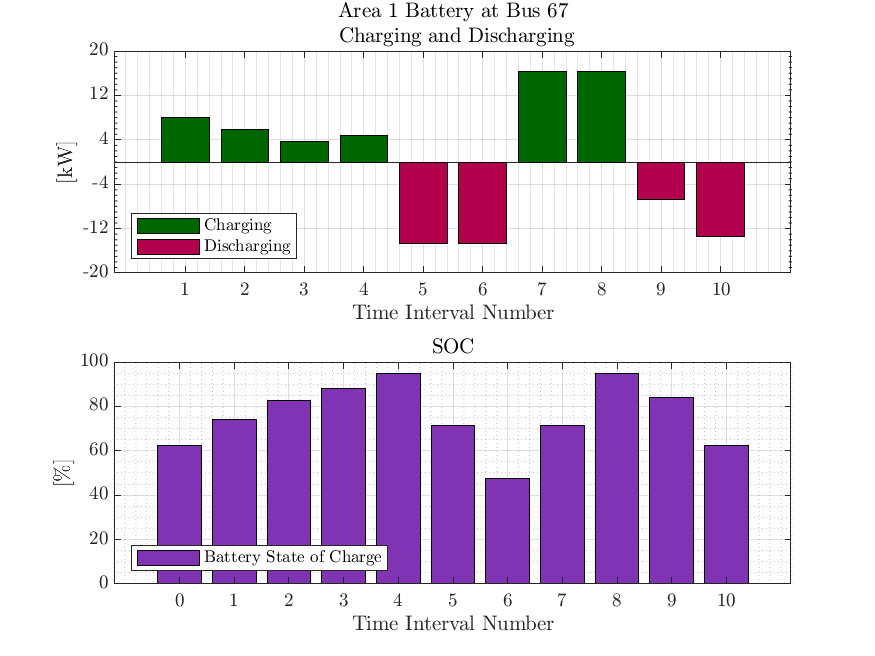 Area 1 Battery at Bus 67
Charging and Discharging
20
12
4
-4
-12
-20
[kW]
Charging
Discharging
1 2 3 4 5 6 7 8 9 10
Time Interval Number
SOC
100
80
60
40
20
0
[%]
Battery State of Charge
0 1 2 3 4 5 6 7 8 9 10
Time Interval Number